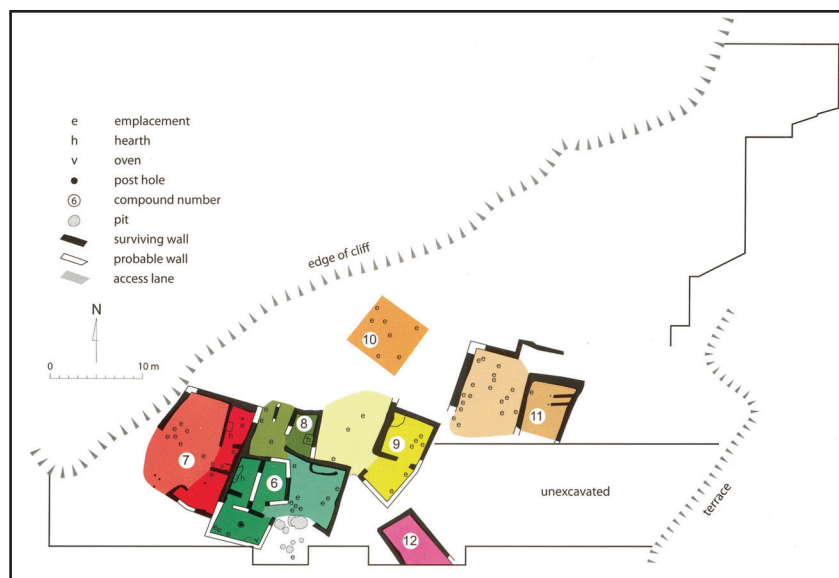 e emplacement
h hearth
v oven
● post hole
6 compound number
pit
surviving wall
probable wall
access lane
N
0 10 m
edge of cliff
terrace
unexcavated
7
8
6
9
10
11
12